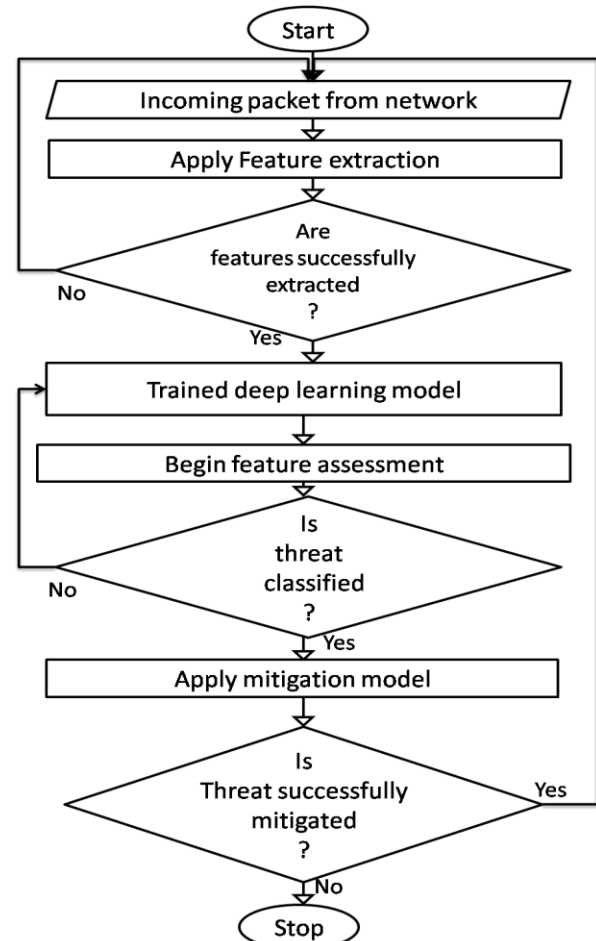 Start
Incoming packet from network
Apply Feature extraction
Are
features successfully
extracted
?
No
Yes
Trained deep learning model
Begin feature assessment
Is
threat
classified
?
No
Yes
Apply mitigation model
Is
Threat successfully
mitigated
?
Yes
No
Stop